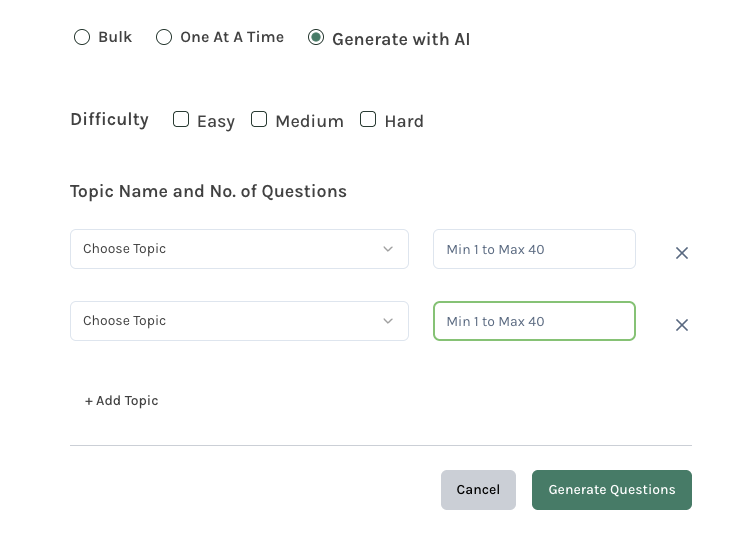 Bulk One At A Time Generate with AI
Difficulty Easy Medium Hard
Topic Name and No. of Questions
Choose Topic Min 1 to Max 40
Choose Topic Min 1 to Max 40
+ Add Topic
Cancel Generate Questions